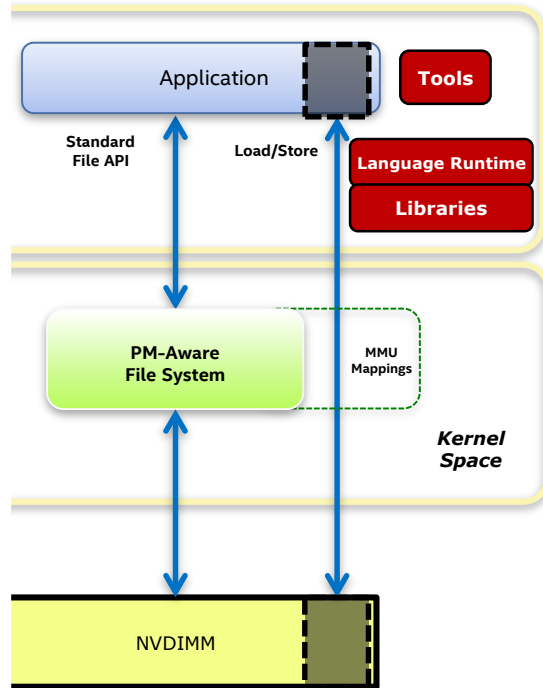 Application
Tools
Standard
File API
Load/Store
Language Runtime
Libraries
PM-Aware
File System
MMU
Mappings
Kernel
Space
NVDIMM